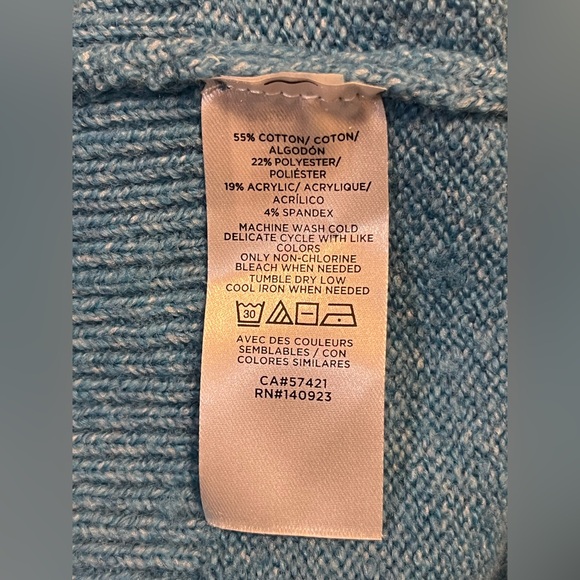 55% COTTON/ COTON/
ALGODÓN
22% POLYESTER/
POLIÉSTER
19% ACRYLIC/ ACRYLIQUE/
ACRÍLICO
4% SPANDEX
MACHINE WASH COLD
DELICATE CYCLE WITH LIKE
COLORS
ONLY NON-CHLORINE
BLEACH WHEN NEEDED
TUMBLE DRY LOW
COOL IRON WHEN NEEDED
30
AVEC DES COULEURS
SEMBLABLES / CON
COLORES SIMILARES
CA#57421
RN#140923